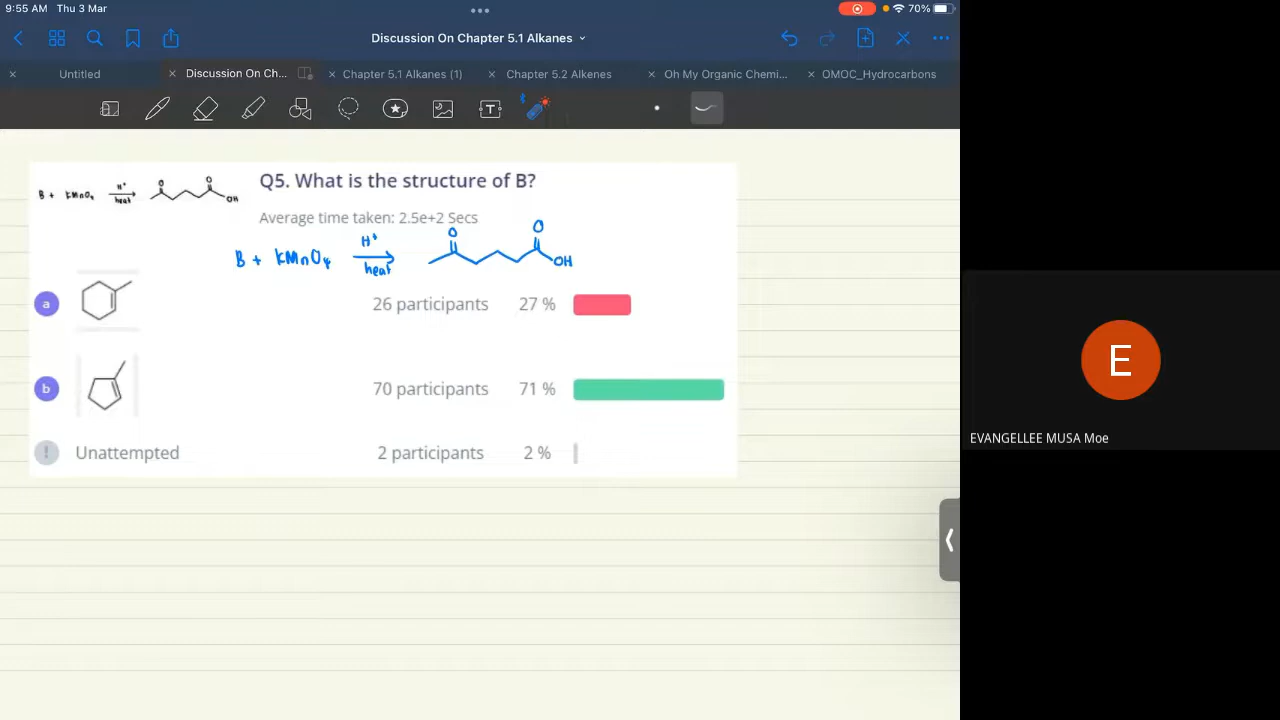 9:55 AM Thu 3 Mar
70%
Discussion On Chapter 5.1 Alkanes
Untitled
Discussion On Ch...
Chapter 5.1 Alkanes (1)
Chapter 5.2 Alkenes
Oh My Organic Chemi...
OMOC_Hydrocarbons
B + KMnO4 H+ heat O O OH
Q5. What is the structure of B?
Average time taken: 2.5e+2 Secs
B + KMnO4 H+ heat O O OH
a 26 participants 27 %
b 70 participants 71 %
! Unattempted 2 participants 2 %
E
EVANGELLEE MUSA Moe